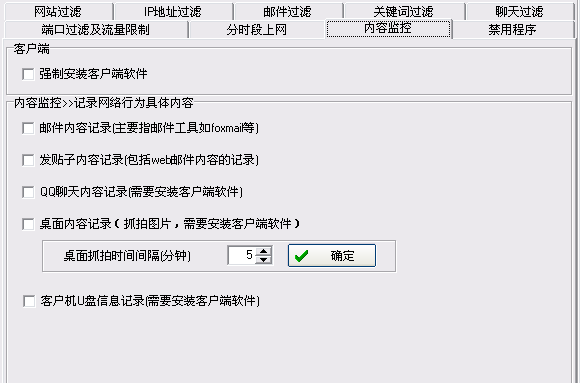 网站过滤 IP地址过滤 邮件过滤 关键词过滤 聊天过滤
端口过滤及流量限制 分时段上网 内容监控 禁用程序
客户端
强制安装客户端软件
内容监控>>记录网络行为具体内容
邮件内容记录(主要指邮件工具如foxmail等)
发贴子内容记录(包括web邮件内容的记录)
QQ聊天内容记录(需要安装客户端软件)
桌面内容记录（抓拍图片，需要安装客户端软件）
桌面抓拍时间间隔(分钟) 5 确定
客户机U盘信息记录(需要安装客户端软件)